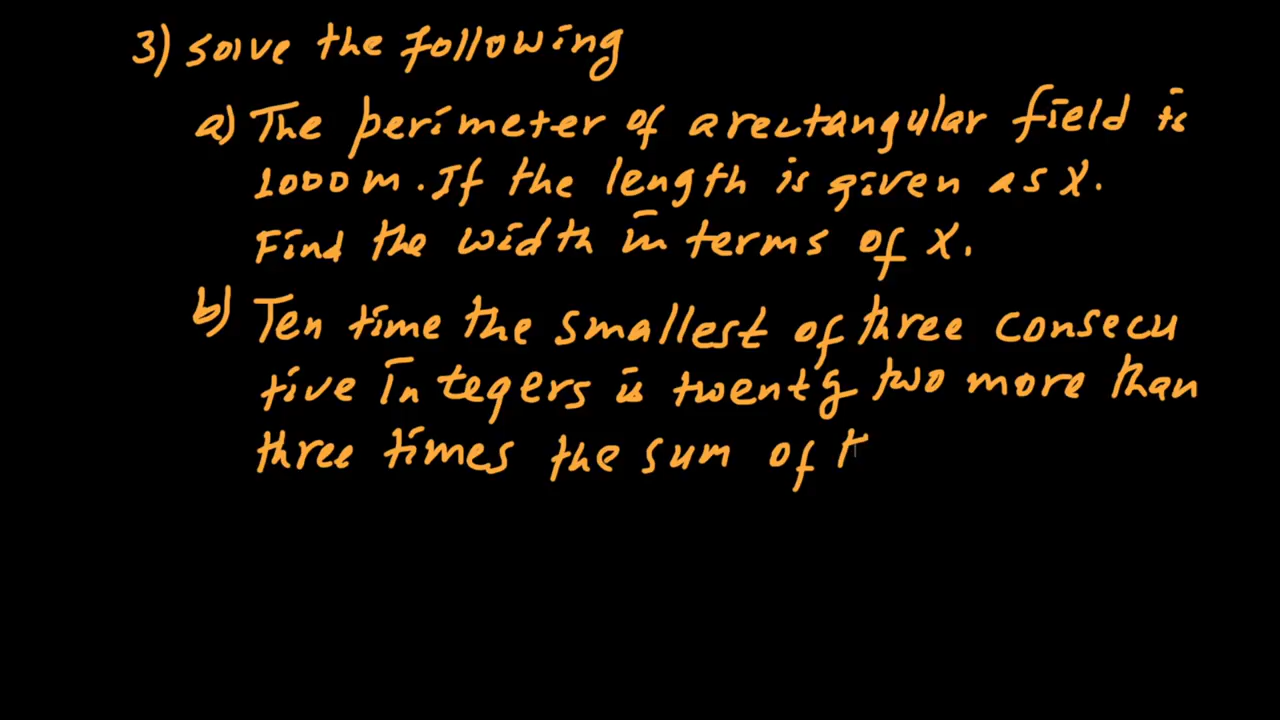 3) solve the following
a) The perimeter of a rectangular field is
1000m. If the length is given as X.
Find the width in terms of X.
b) Ten time the smallest of three consecu
tive Integers is twenty two more than
three times the sum of t